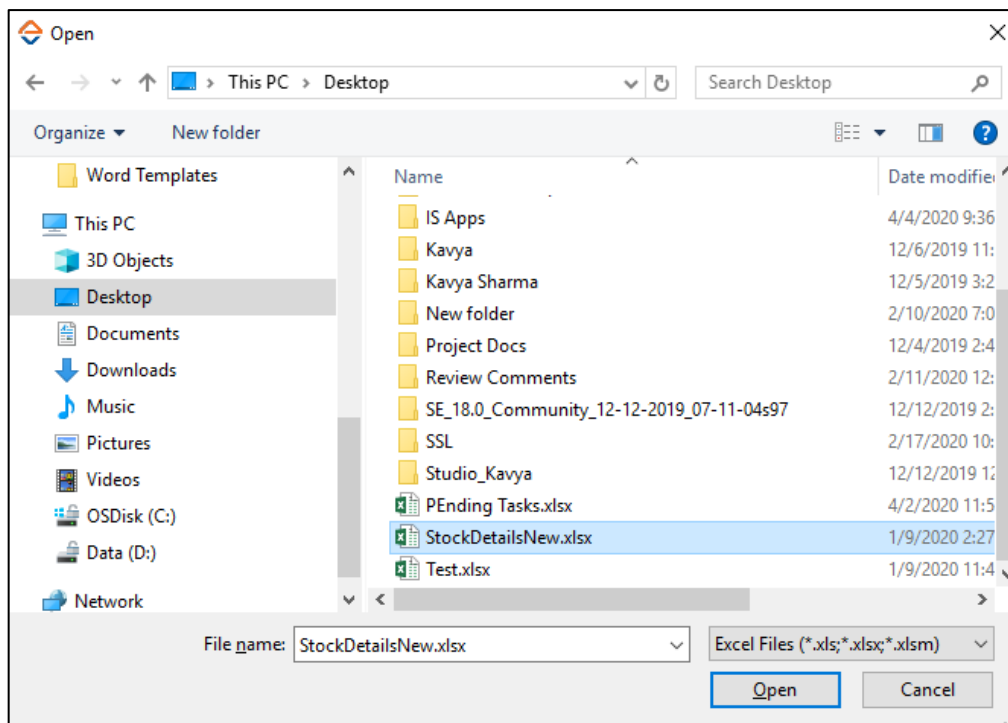 Open
This PC > Desktop
Search Desktop
Organize
New folder
Word Templates
This PC
3D Objects
Desktop
Documents
Downloads
Music
Pictures
Videos
OSDisk (C:)
Data (D:)
Network
Name Date modified
IS Apps 4/4/2020 9:36
Kavya 12/6/2019 11:
Kavya Sharma 12/5/2019 3:2
New folder 2/10/2020 7:0
Project Docs 12/4/2019 2:4
Review Comments 2/11/2020 12:
SE_18.0_Community_12-12-2019_07-11-04s97 12/12/2019 2:
SSL 2/17/2020 10:
Studio_Kavya 12/12/2019 12
PEnding Tasks.xlsx 4/2/2020 11:5
StockDetailsNew.xlsx 1/9/2020 2:27
Test.xlsx 1/9/2020 11:4
File name: StockDetailsNew.xlsx Excel Files (*.xls;*.xlsx;*.xlsm)
Open Cancel